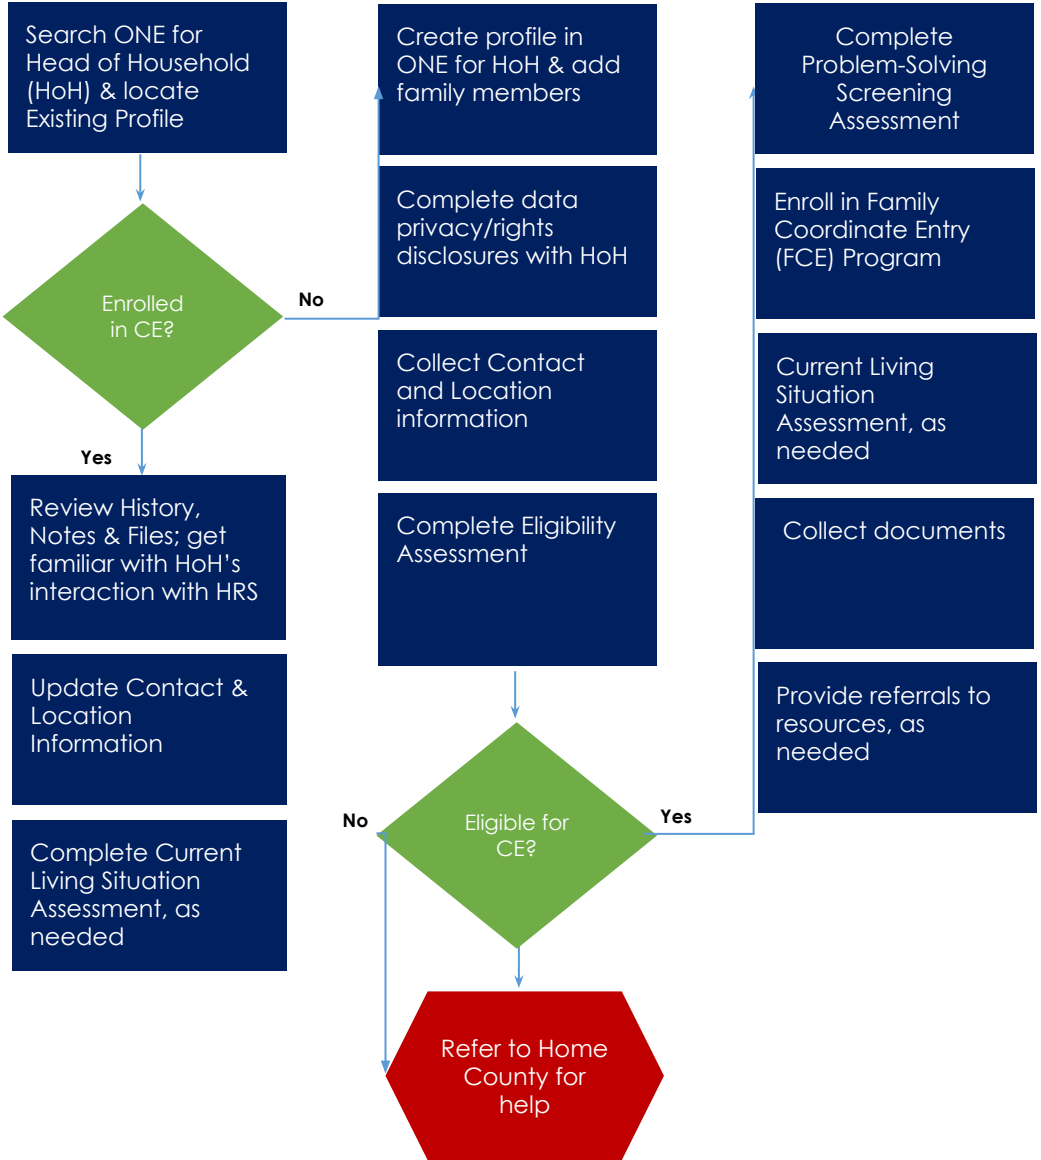 Search ONE for
Head of Household
(HoH) & locate
Existing Profile
Enrolled
in CE?
No
Yes
Review History,
Notes & Files; get
familiar with HoH's
interaction with HRS
Update Contact &
Location
Information
Complete Current
Living Situation
Assessment, as
needed
Create profile in
ONE for HoH & add
family members
Complete data
privacy/rights
disclosures with HoH
Collect Contact
and Location
information
Complete Eligibility
Assessment
Eligible for
CE?
No
Yes
Refer to Home
County for
help
Complete
Problem-Solving
Screening
Assessment
Enroll in Family
Coordinate Entry
(FCE) Program
Current Living
Situation
Assessment, as
needed
Collect documents
Provide referrals to
resources, as
needed